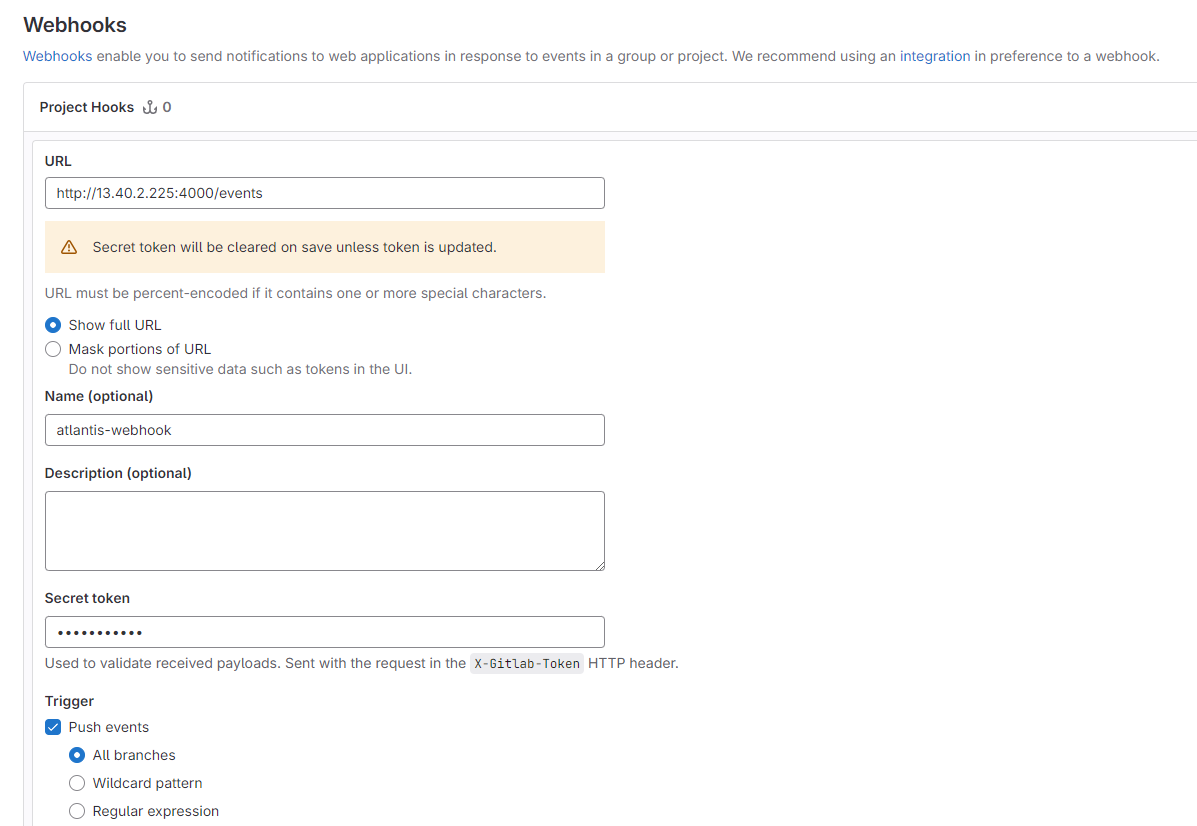 Webhooks
Webhooks enable you to send notifications to web applications in response to events in a group or project. We recommend using an integration in preference to a webhook.
Project Hooks 0
URL
http://13.40.2.225:4000/events
Secret token will be cleared on save unless token is updated.
URL must be percent-encoded if it contains one or more special characters.
Show full URL
Mask portions of URL
Do not show sensitive data such as tokens in the UI.
Name (optional)
atlantis-webhook
Description (optional)
Secret token
•••••••••••
Used to validate received payloads. Sent with the request in the X-Gitlab-Token HTTP header.
Trigger
Push events
All branches
Wildcard pattern
Regular expression